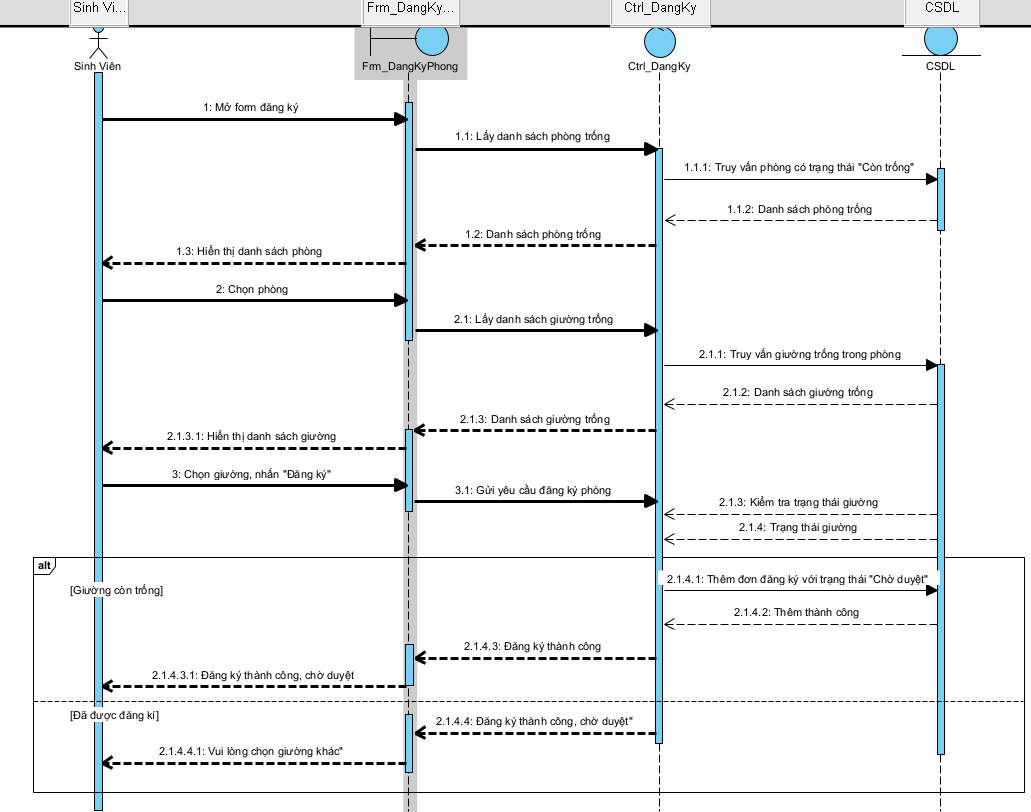 Sinh Vi...
Frm_DangKy...
Ctrl_DangKy
CSDL
Sinh Viên
Frm_DangKyPhong
Ctrl_DangKy
CSDL
1: Mở form đăng ký
1.1: Lấy danh sách phòng trống
1.1.1: Truy vấn phòng có trạng thái "Còn trống"
1.1.2: Danh sách phòng trống
1.2: Danh sách phòng trống
1.3: Hiển thị danh sách phòng
2: Chọn phòng
2.1: Lấy danh sách giường trống
2.1.1: Truy vấn giường trống trong phòng
2.1.2: Danh sách giường trống
2.1.3: Danh sách giường trống
2.1.3.1: Hiển thị danh sách giường
3: Chọn giường, nhấn "Đăng ký"
3.1: Gửi yêu cầu đăng ký phòng
2.1.3: Kiểm tra trạng thái giường
2.1.4: Trạng thái giường
alt
[Giường còn trống]
2.1.4.1: Thêm đơn đăng ký với trạng thái "Chờ duyệt"
2.1.4.2: Thêm thành công
2.1.4.3: Đăng ký thành công
2.1.4.3.1: Đăng ký thành công, chờ duyệt
[Đã được đăng kí]
2.1.4.4: Đăng ký thành công, chờ duyệt"
2.1.4.4.1: Vui lòng chọn giường khác"